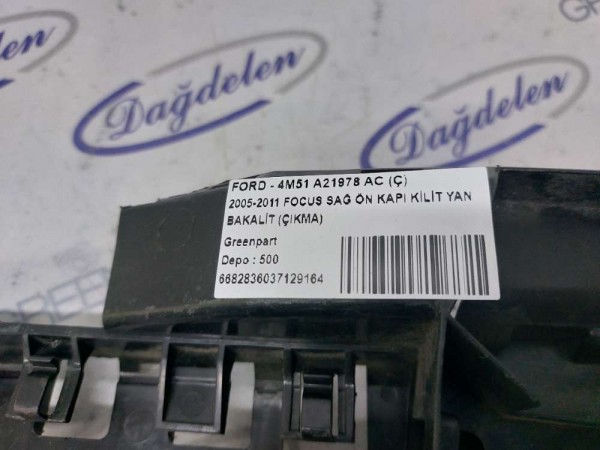 Dağdelen
Dağdelen
Dağdelen
FORD - 4M51 A21978 AC (Ç)
2005-2011 FOCUS SAĞ ÖN KAPI KİLİT YAN
BAKALİT (ÇIKMA)
Greenpart
Depo : 500
6682836037129164